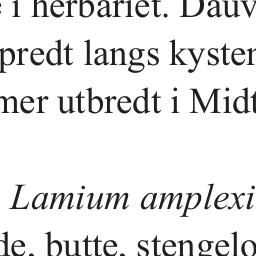 i herbariet. Dauv
predt langs kysten
mer utbredt i Midt
Lamium amplexi
de, butte, stengelo